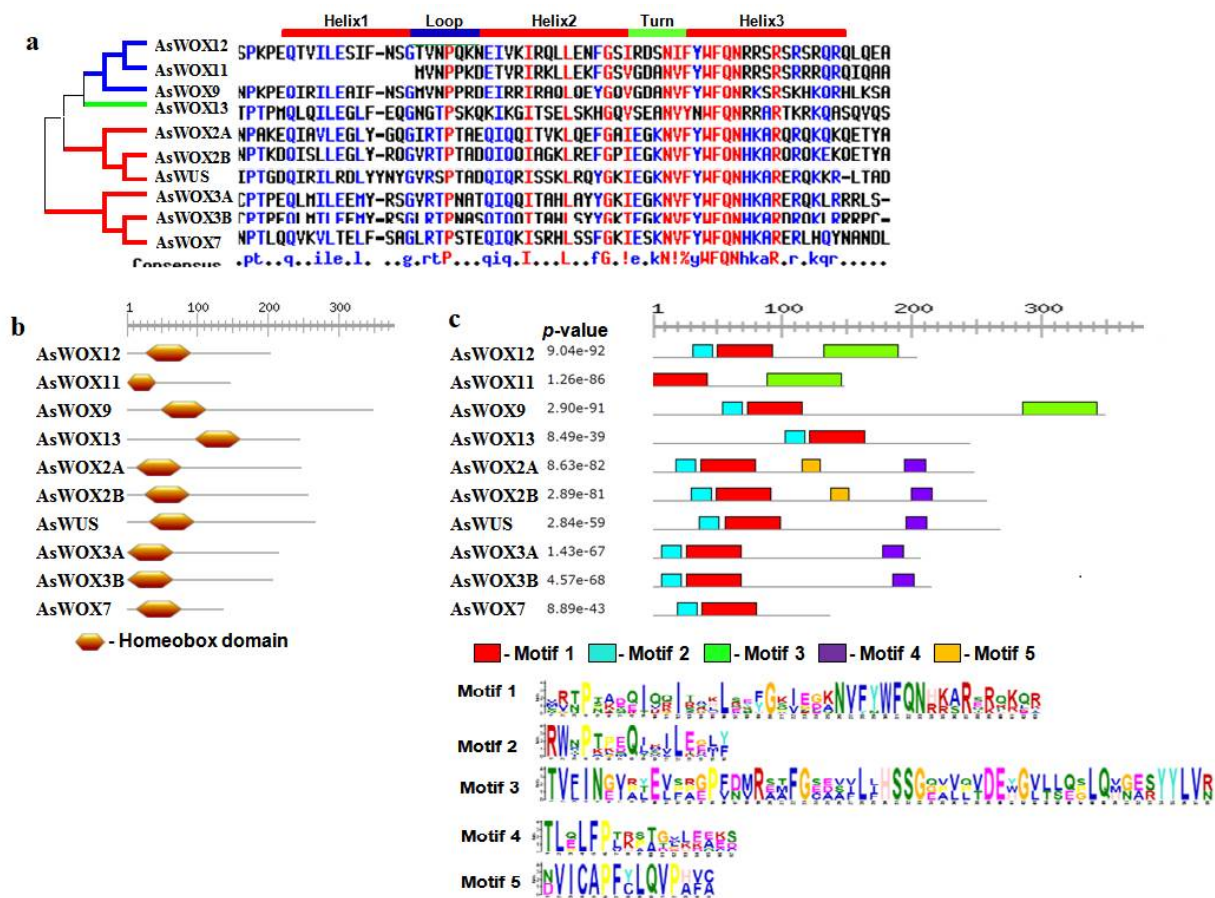 Helix1 Loop Helix2 Turn Helix3
a
AsWOX12 SPKPEQTVILESIF-NSGTVNPQKNEIVKIRQLLENFGSIRDSNIFYWFQNRRSRSRSRQRQLQEA
AsWOX11 MVNPPKDETVRIRKLLEKFGSVGDANVFYWFQNRRSRSRRRQRQIQAA
AsWOX9 NPKPEQIRILEAIF-NSGMVNPPRDEIRRIRAQLQEYGQVGDANVFYWFQNRKSRSKHKQRHLKSA
AsWOX13 TPTPMQLQILEGLF-EQGNGTPSKQKIKGITSELSKHGQVSEANVYNWFQNRRARTKRKQASQVQS
AsWOX2A NPAKEQIAVLEGLY-GQGIRTPTAEQIQQITVKLQEFGAIEGKNVFYWFQNHKARQRQKQKQETYA
AsWOX2B NPTKDQISLLEGLY-RQGVRTPTADQIQQIAGKLREFGPIEGKNVFYWFQNHKARQRQKEKQETYA
AsWUS IPTGDQIRILRDLYYNYGVRSPTADQIQRISSKLRQYGKIEGKNVFYWFQNHKARERQKKR-LTAD
AsWOX3A CPTPEQLMILEEMY-RSGVRTPNATQIQQITAHLAYYGKIEGKNVFYWFQNHKARERQKLRRRLS-
AsWOX3B CPTPEQLMTLEEMY-RSGLRTPNASQIQQITAHLSYYGKIEGKNVFYWFQNHKARDRQKLRRRPC-
AsWOX7 NPTLQQVKVLTELF-SAGLRTPSTEQIQKISRHLSSFGKIESKNVFYWFQNHKARERLHQYNANDL
Consensus .pt..q..ile.l. ..g.rtP...qiq.I...L..fG.!e.kN!%yWFQNhkaR.r.kqr......
b
1 100 200 300
AsWOX12
AsWOX11
AsWOX9
AsWOX13
AsWOX2A
AsWOX2B
AsWUS
AsWOX3A
AsWOX3B
AsWOX7
- Homeobox domain
c
p-value 1 100 200 300
AsWOX12 9.04e-92
AsWOX11 1.26e-86
AsWOX9 2.90e-91
AsWOX13 8.49e-39
AsWOX2A 8.63e-82
AsWOX2B 2.89e-81
AsWUS 2.84e-59
AsWOX3A 1.43e-67
AsWOX3B 4.57e-68
AsWOX7 8.89e-43
- Motif 1 - Motif 2 - Motif 3 - Motif 4 - Motif 5
Motif 1
Motif 2
Motif 3
Motif 4
Motif 5